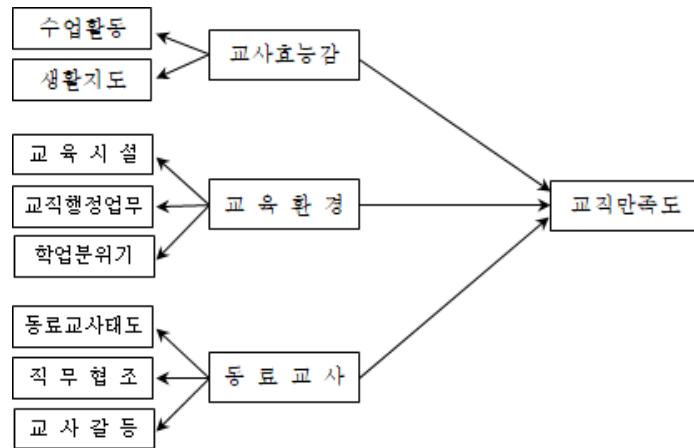 수업활동
생활지도
교사효능감
교 육 시 설
교직행정업무
학업분위기
교 육 환 경
교직만족도
동료교사태도
직 무 협 조
교 사 갈 등
동 료 교 사